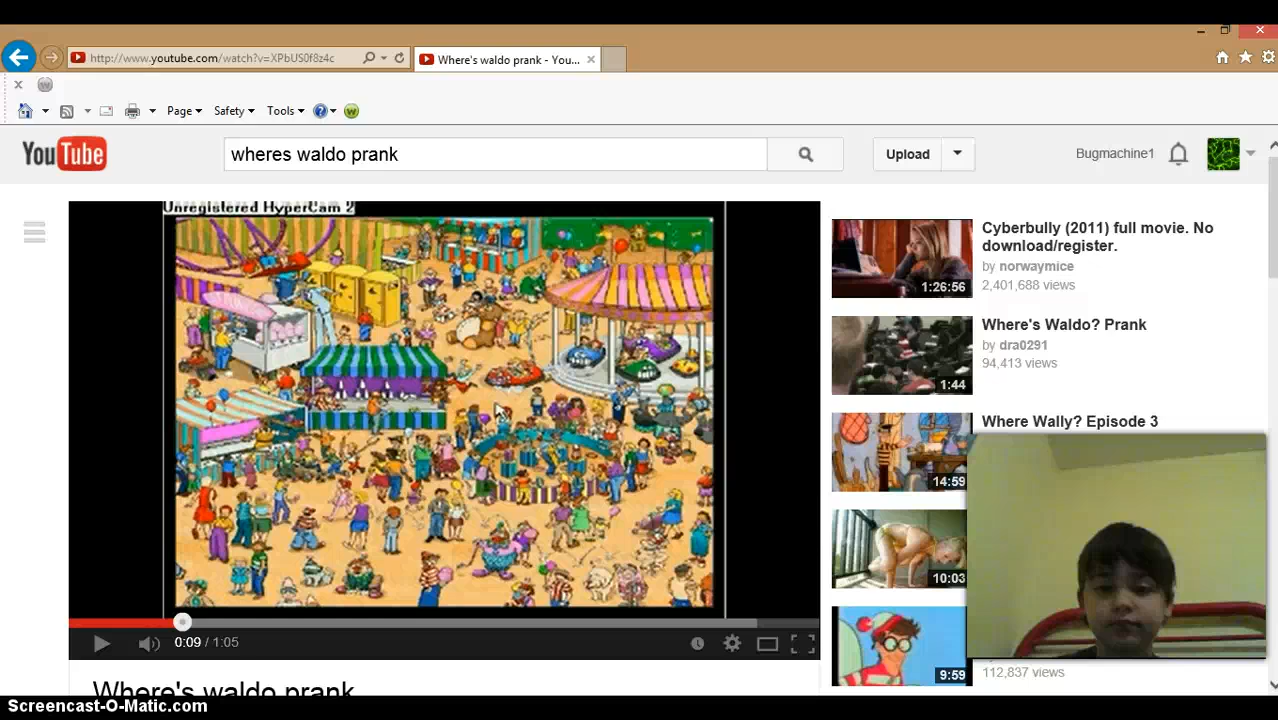 http://www.youtube.com/watch?v=XPbUS0f8z4c
Where's waldo prank - You...
Page
Safety
Tools
YouTube
wheres waldo prank
Upload
Bugmachine1
Unregistered HyperCam 2
Cyberbully (2011) full movie. No
download/register.
by norwaymice
2,401,688 views
1:26:56
Where's Waldo? Prank
by dra0291
94,413 views
1:44
Where Wally? Episode 3
14:59
10:03
9:59
112,837 views
0:09 / 1:05
Where's waldo prank
Screencast-O-Matic.com